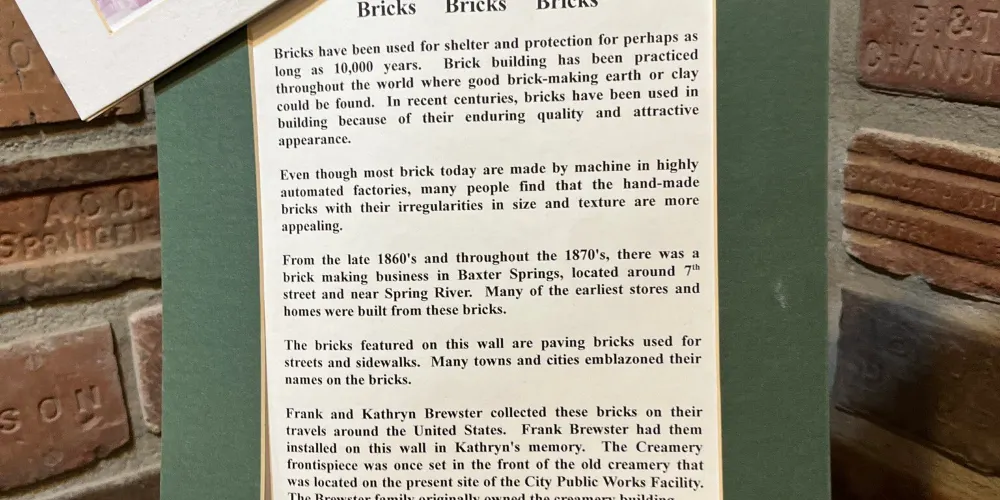 Bricks Bricks Bricks
Bricks have been used for shelter and protection for perhaps as
long as 10,000 years. Brick building has been practiced
throughout the world where good brick-making earth or clay
could be found. In recent centuries, bricks have been used in
building because of their enduring quality and attractive
appearance.
Even though most brick today are made by machine in highly
automated factories, many people find that the hand-made
bricks with their irregularities in size and texture are more
appealing.
From the late 1860's and throughout the 1870's, there was a
brick making business in Baxter Springs, located around 7th
street and near Spring River. Many of the earliest stores and
homes were built from these bricks.
The bricks featured on this wall are paving bricks used for
streets and sidewalks. Many towns and cities emblazoned their
names on the bricks.
Frank and Kathryn Brewster collected these bricks on their
travels around the United States. Frank Brewster had them
installed on this wall in Kathryn's memory. The Creamery
frontispiece was once set in the front of the old creamery that
was located on the present site of the City Public Works Facility.
The Brewster family originally owned the creamery building.
B.&T
CHANUT
SON